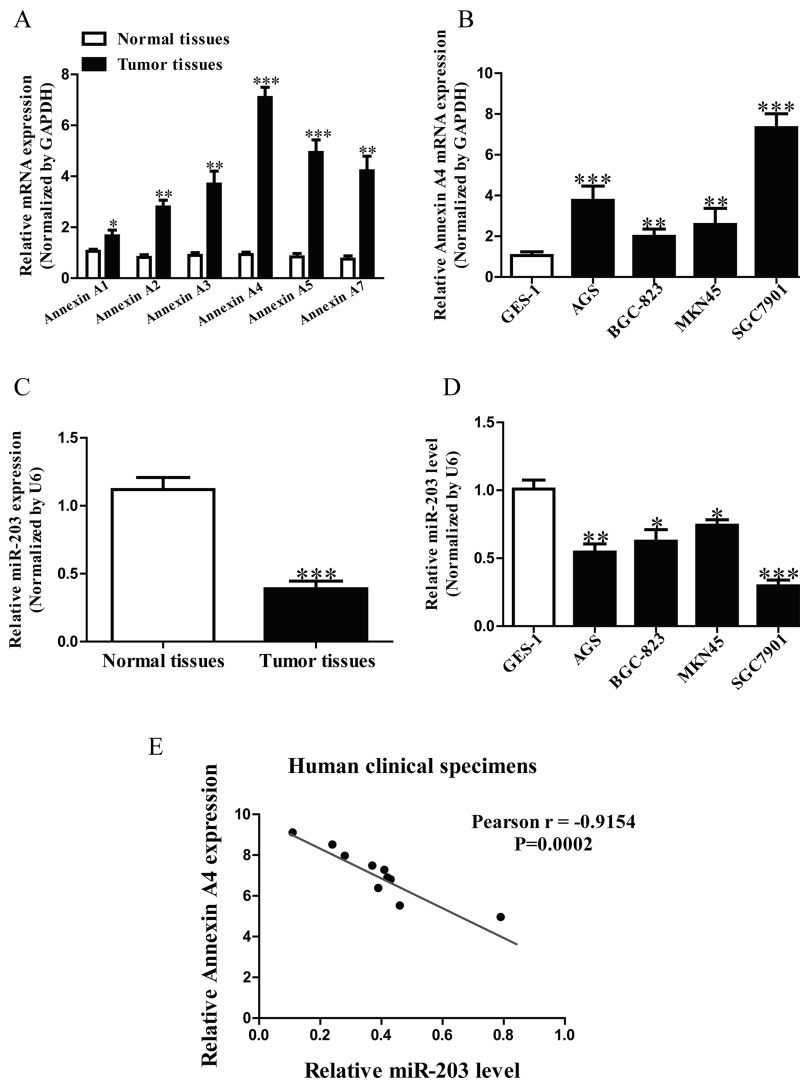 A
Normal tissues
Tumor tissues
Relative mRNA expression
(Normalized by GAPDH)
8
6
4
2
0
*
**
**
***
***
**
Annexin A1
Annexin A2
Annexin A3
Annexin A4
Annexin A5
Annexin A7
B
Relative Annexin A4 mRNA expression
(Normalized by GAPDH)
10
8
6
4
2
0
***
**
**
***
GES-1
AGS
BGC-823
MKN45
SGC7901
C
Relative miR-203 expression
(Normalized by U6)
1.5
1.0
0.5
0.0
***
Normal tissues
Tumor tissues
D
Relative miR-203 level
(Normalized by U6)
1.5
1.0
0.5
0.0
**
*
*
***
GES-1
AGS
BGC-823
MKN45
SGC7901
E
Human clinical specimens
Relative Annexin A4 expression
10
8
6
4
2
0
Pearson r = -0.9154
P=0.0002
0.0
0.2
0.4
0.6
0.8
1.0
Relative miR-203 level